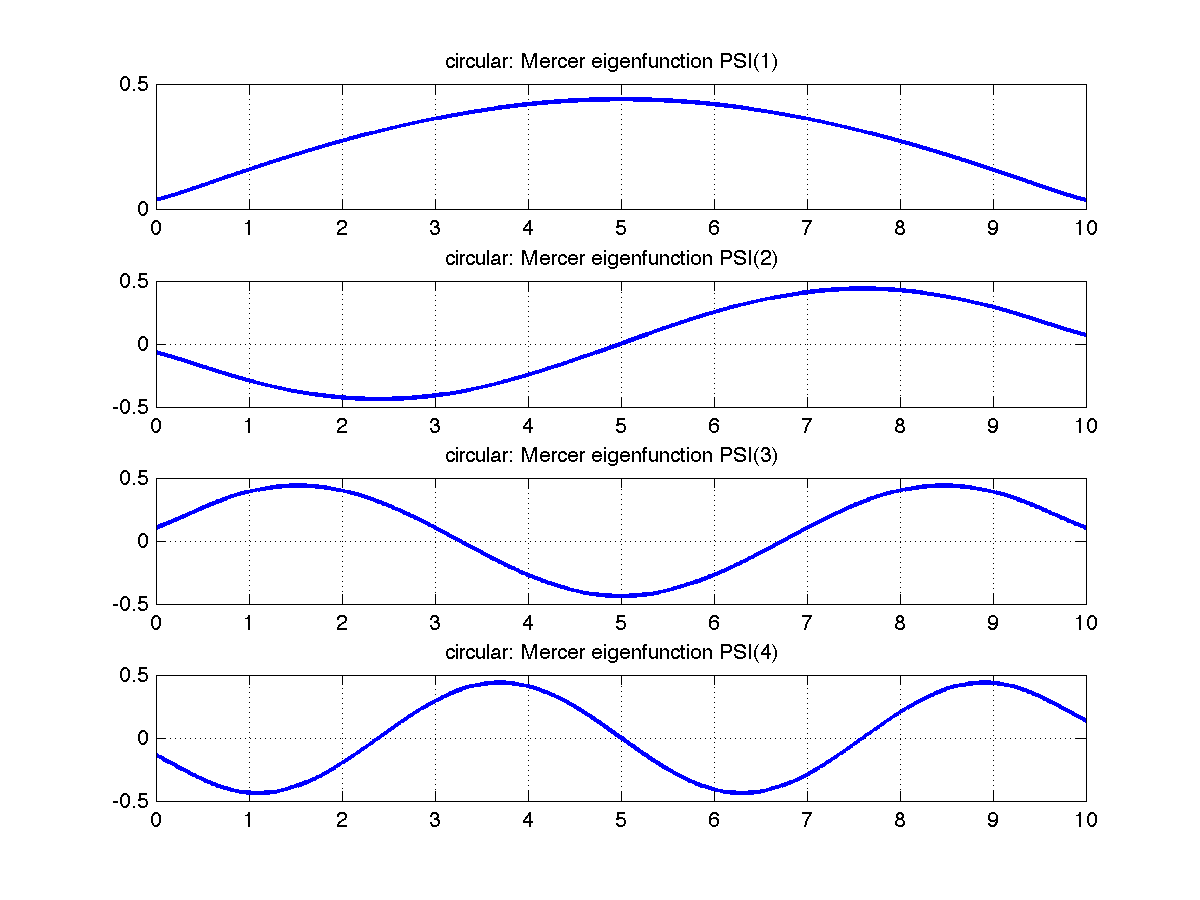 circular: Mercer eigenfunction PSI(1)
0.5
0
0 1 2 3 4 5 6 7 8 9 10
circular: Mercer eigenfunction PSI(2)
0.5
0
-0.5
0 1 2 3 4 5 6 7 8 9 10
circular: Mercer eigenfunction PSI(3)
0.5
0
-0.5
0 1 2 3 4 5 6 7 8 9 10
circular: Mercer eigenfunction PSI(4)
0.5
0
-0.5
0 1 2 3 4 5 6 7 8 9 10